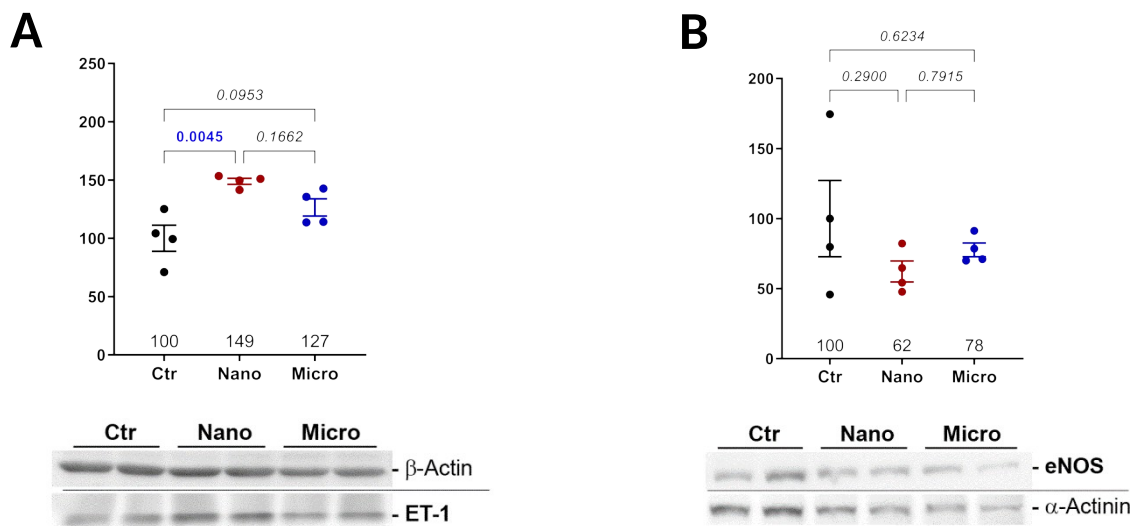 A
250
200
150
100
50
0
0.0953
0.0045 0.1662
100 149 127
Ctr Nano Micro
Ctr Nano Micro
- β-Actin
- ET-1
B
200
150
100
50
0
0.6234
0.2900 0.7915
100 62 78
Ctr Nano Micro
Ctr Nano Micro
- eNOS
- α-Actinin